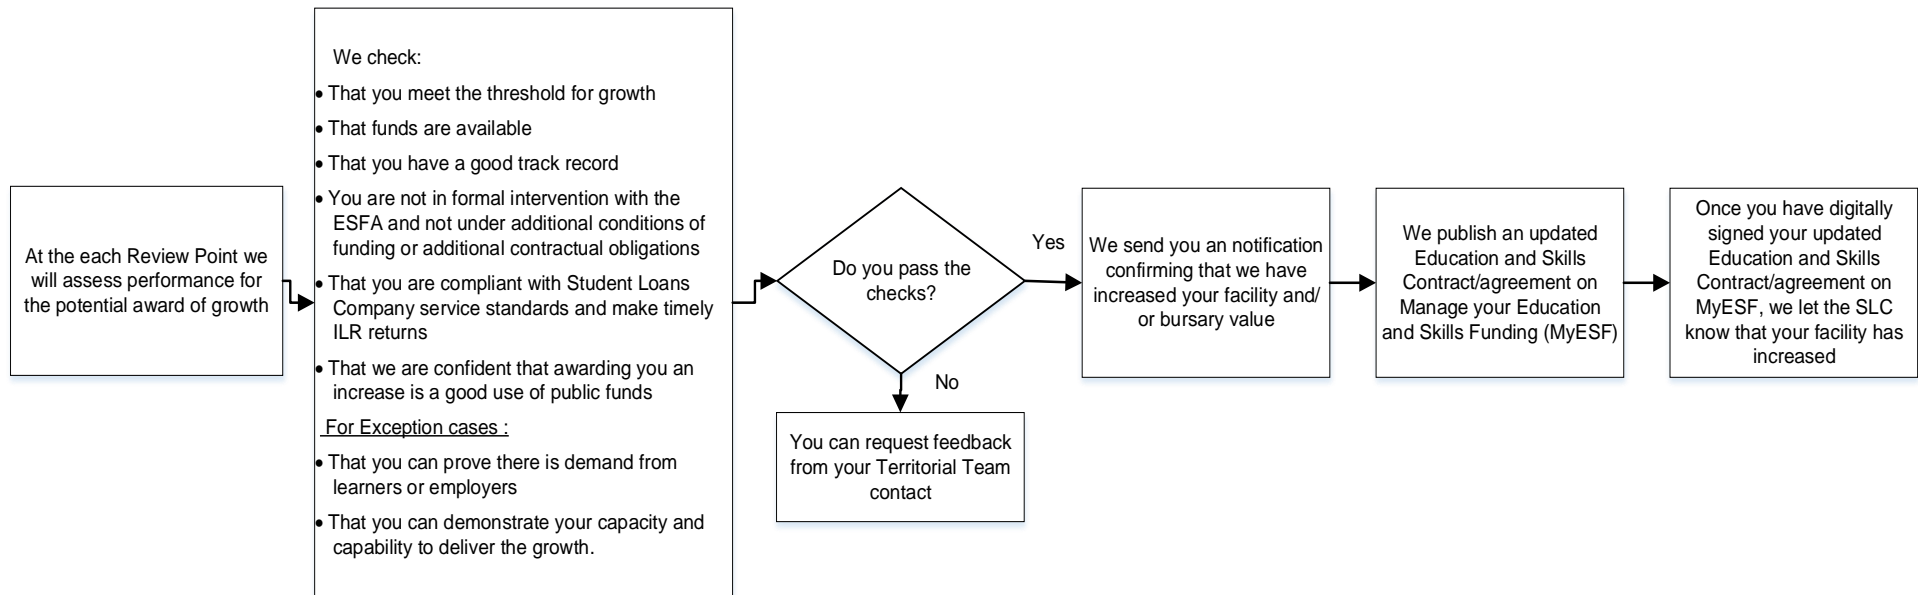 At the each Review Point we
will assess performance for
the potential award of growth
We check:
• That you meet the threshold for growth
• That funds are available
• That you have a good track record
• You are not in formal intervention with the
ESFA and not under additional conditions of
funding or additional contractual obligations
• That you are compliant with Student Loans
Company service standards and make timely
ILR returns
• That we are confident that awarding you an
increase is a good use of public funds
For Exception cases :
• That you can prove there is demand from
learners or employers
• That you can demonstrate your capacity and
capability to deliver the growth.
Do you pass the
checks?
Yes
No
You can request feedback
from your Territorial Team
contact
We send you an notification
confirming that we have
increased your facility and/
or bursary value
We publish an updated
Education and Skills
Contract/agreement on
Manage your Education
and Skills Funding (MyESF)
Once you have digitally
signed your updated
Education and Skills
Contract/agreement on
MyESF, we let the SLC
know that your facility has
increased